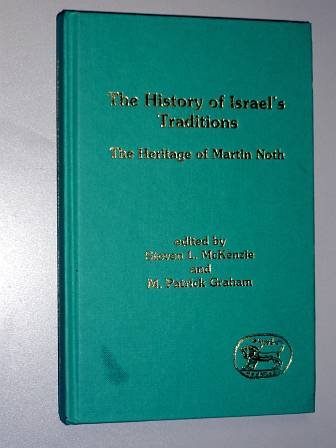 The History of Israel's
Traditions
The Heritage of Martin Noth
edited by
Steven L. McKenzie
and
M. Patrick Graham